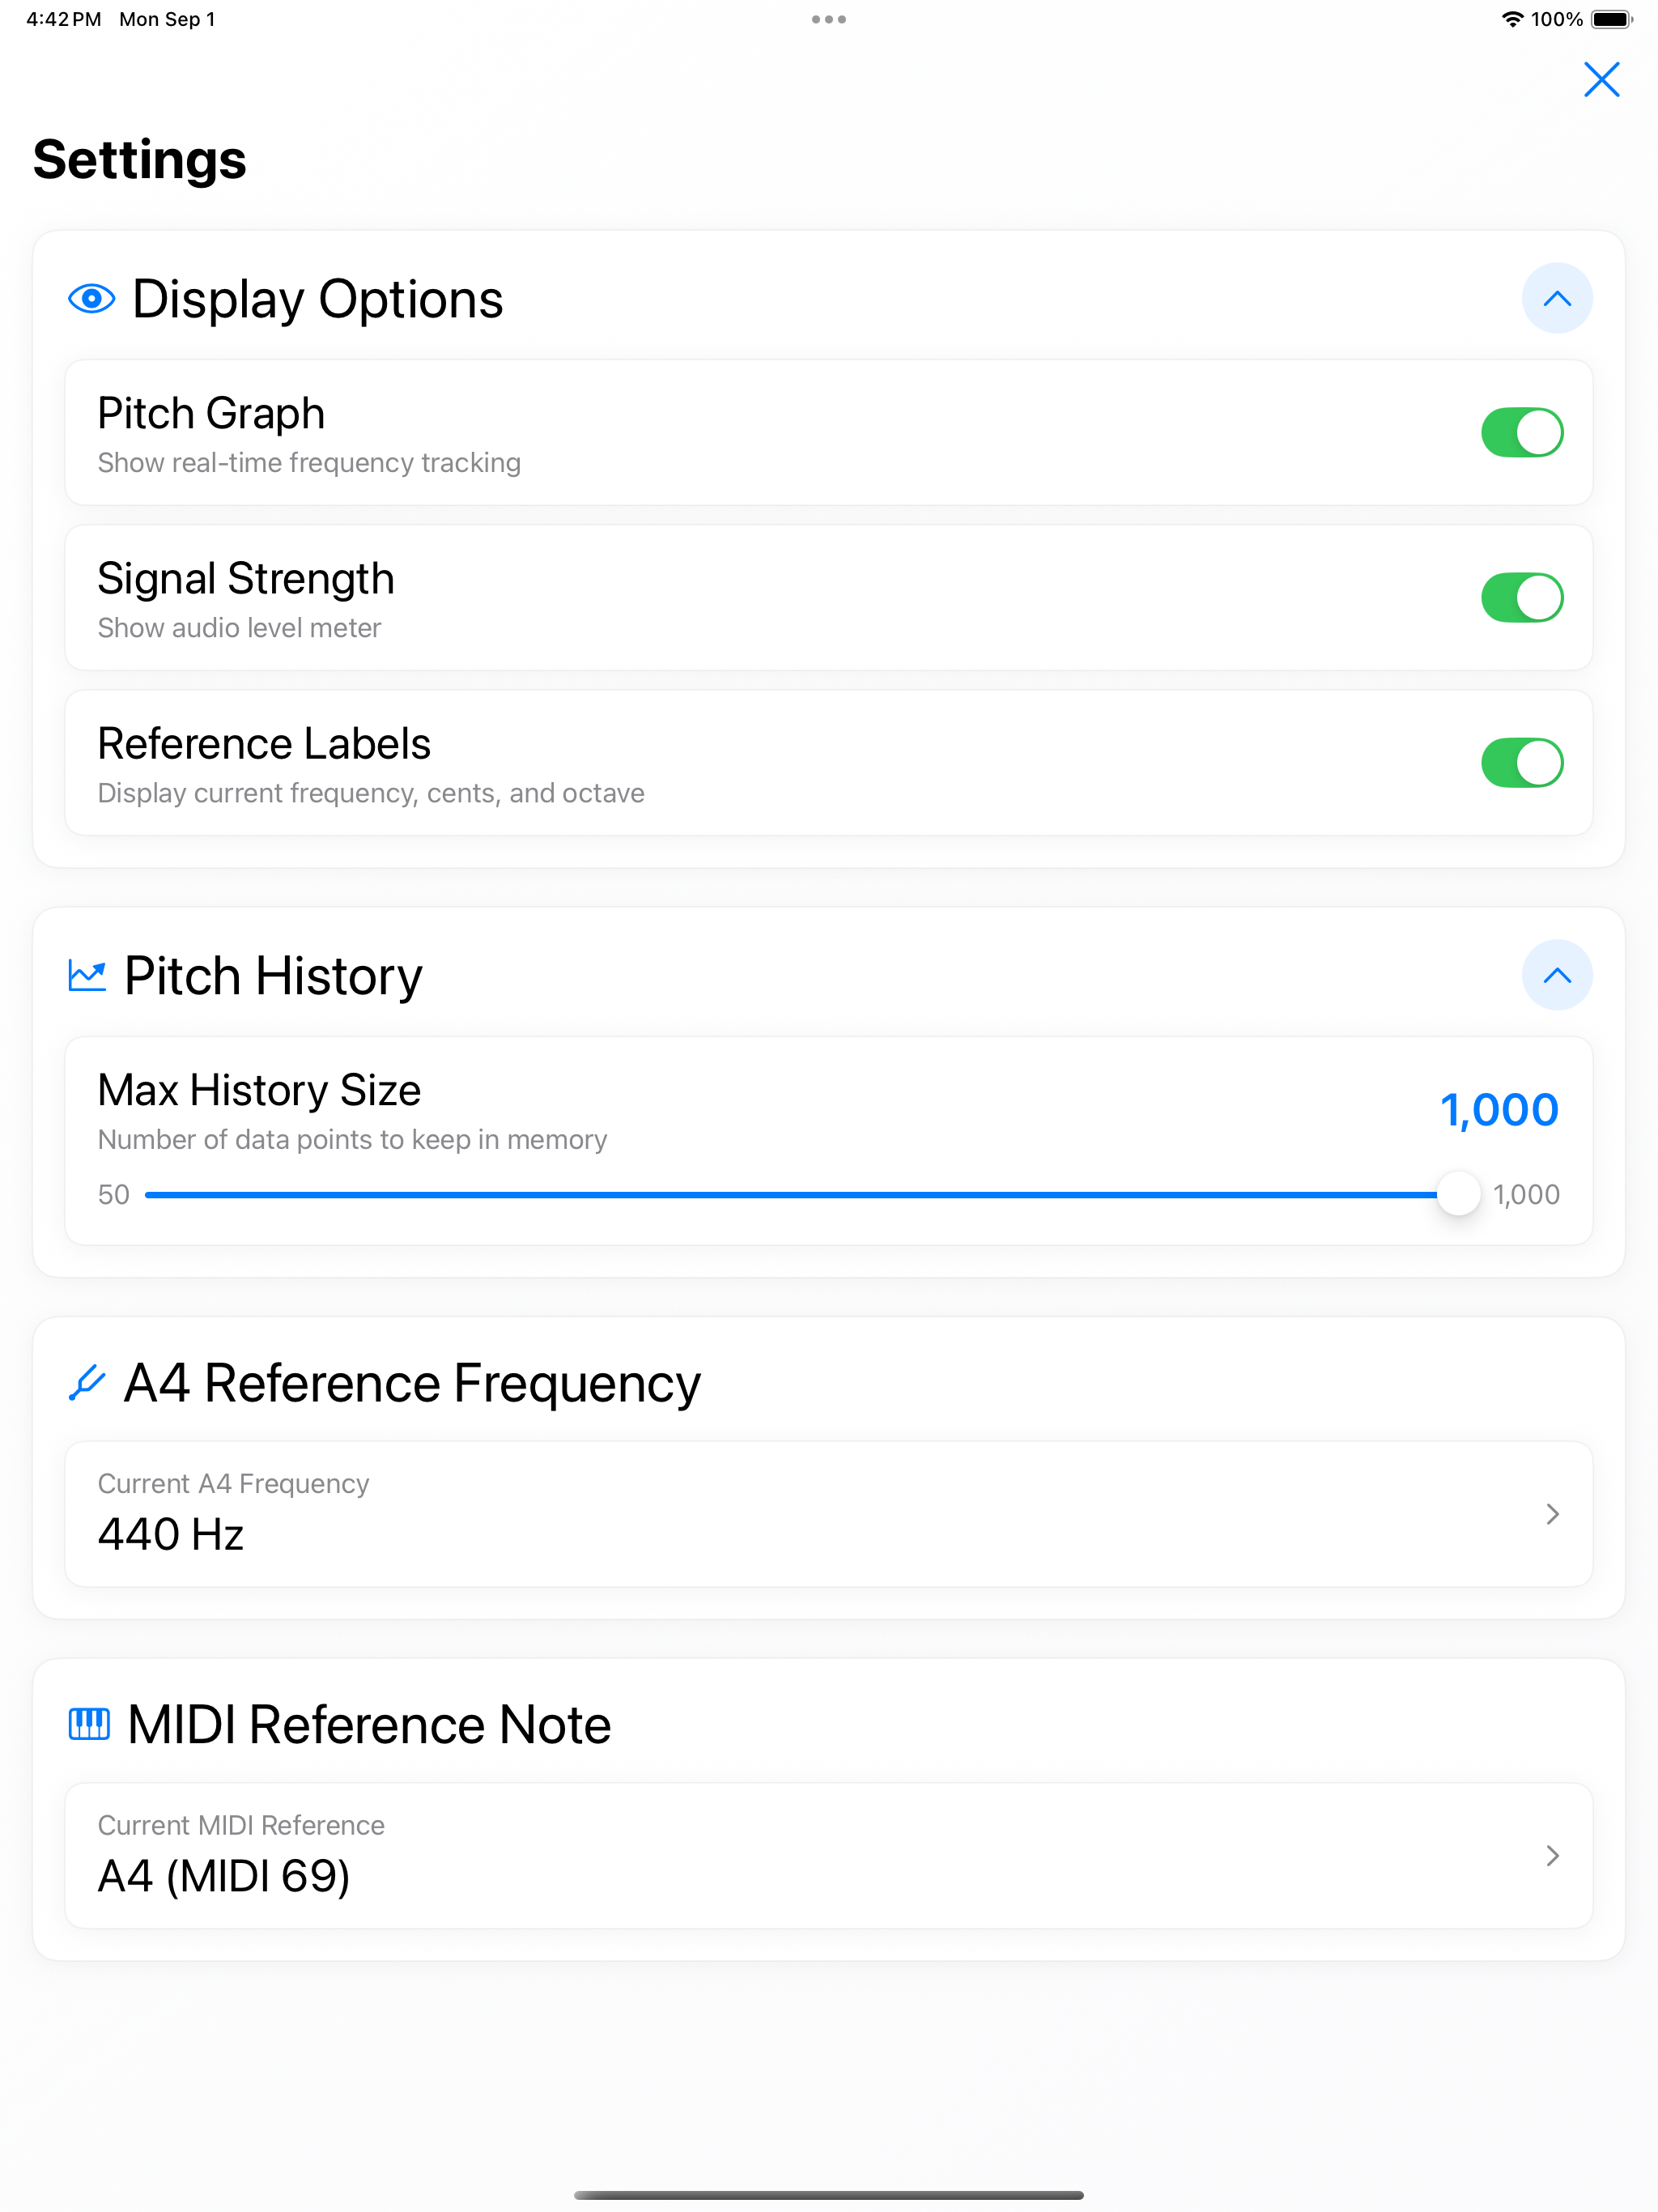 4:42 PM Mon Sep 1
100%
Settings
Display Options
Pitch Graph
Show real-time frequency tracking
Signal Strength
Show audio level meter
Reference Labels
Display current frequency, cents, and octave
Pitch History
Max History Size
1,000
Number of data points to keep in memory
50 1,000
A4 Reference Frequency
Current A4 Frequency
440 Hz
MIDI Reference Note
Current MIDI Reference
A4 (MIDI 69)